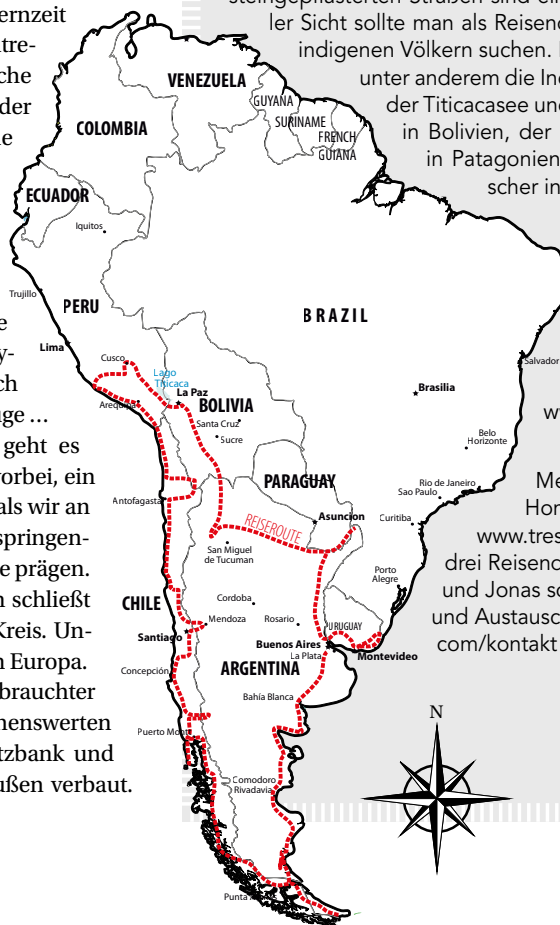 ernzeit
tre-
che
der
e
steingepflasterten Straßen sind ein
ler Sicht sollte man als Reisend
indigenen Völkern suchen.
unter anderem die In
der Titicacasee und
in Bolivien, der
in Patagonien
scher in
VENEZUELA
GUYANA
SURINAME
FRENCH
GUIANA
COLOMBIA
ECUADOR
Iquitos
Trujillo
PERU
BRAZIL
Lima
Cusco
Lago
Titicaca
La Paz
Arequipa
BOLIVIA
Santa Cruz
Sucre
Brasilia
Salvador
Belo
Horizonte
PARAGUAY
Rio de Janeiro
Sao Paulo
Antofagasta
REISEROUTE
Asuncion
Curitiba
San Miguel
de Tucuman
Porto
Alegre
CHILE
Cordoba
Mendoza
Rosario
URUGUAY
Santiago
Buenos Aires
La Plata
Montevideo
Concepción
ARGENTINA
Bahía Blanca
Puerto Montt
Comodoro
Rivadavia
Punta
e
y-
ch
ige ...
geht es
vorbei, ein
als wir an
springen-
e prägen.
n schließt
Kreis. Un-
n Europa.
brauchter
nenswerten
tzbank und
ußen verbaut.
w
Me
Hor
www.tres
drei Reisend
und Jonas sc
und Austausc
com/kontakt
N